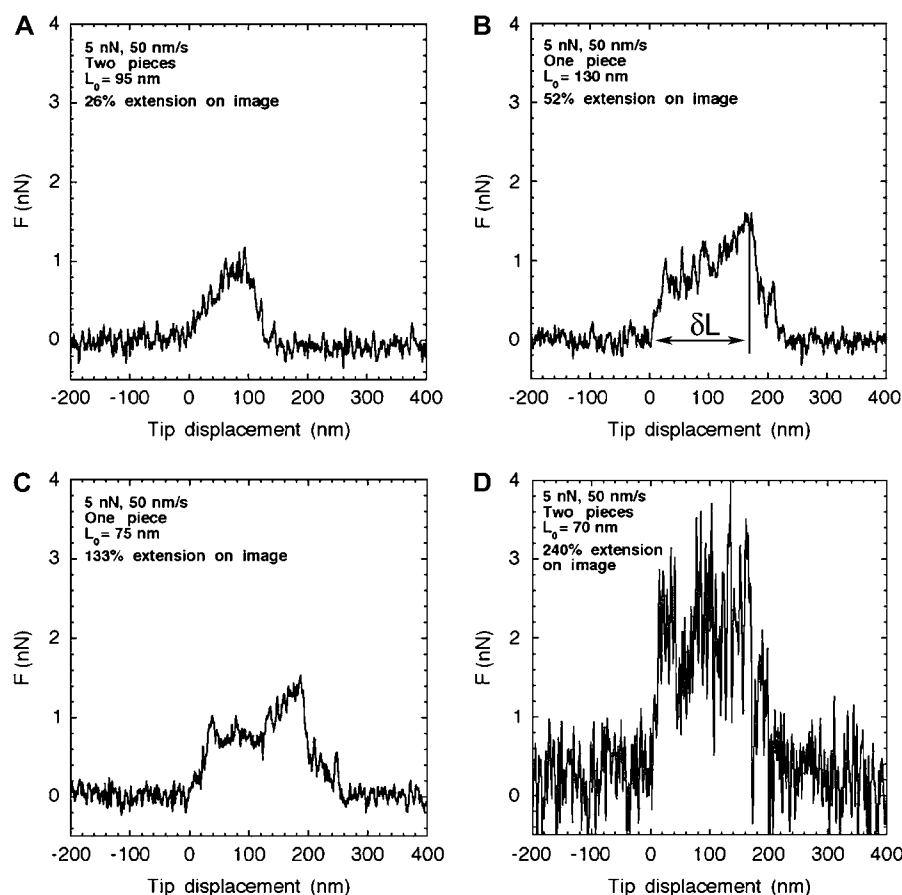 A
5 nN, 50 nm/s
Two pieces
L0= 95 nm
26% extension on image
F (nN)
4
3
2
1
0
-200 -100 0 100 200 300 400
Tip displacement (nm)
B
5 nN, 50 nm/s
One piece
L0= 130 nm
52% extension on image
F (nN)
4
3
2
1
0
δL
-200 -100 0 100 200 300 400
Tip displacement (nm)
C
5 nN, 50 nm/s
One piece
L0= 75 nm
133% extension on image
F (nN)
4
3
2
1
0
-200 -100 0 100 200 300 400
Tip displacement (nm)
D
5 nN, 50 nm/s
Two pieces
L0= 70 nm
240% extension
on image
F (nN)
4
3
2
1
0
-200 -100 0 100 200 300 400
Tip displacement (nm)